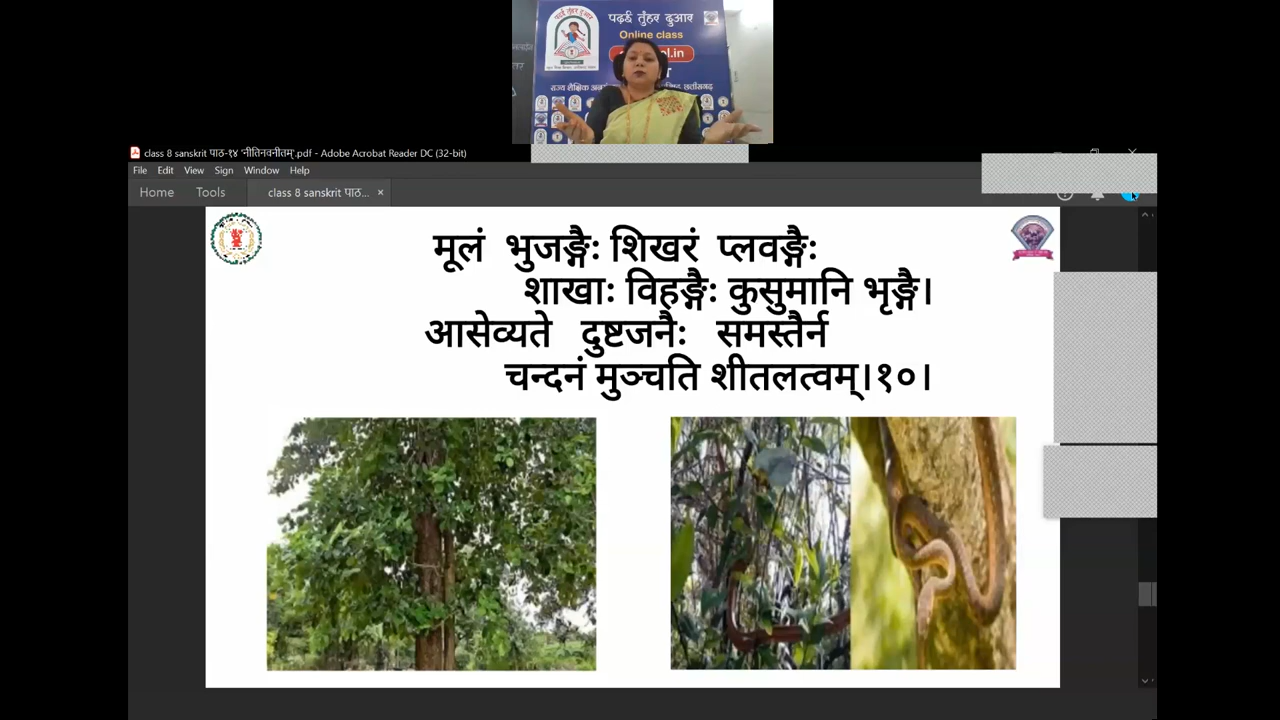 पढ़ई तुंहर दुआर
Online class
ol.in
class 8 sanskrit पाठ-१४ 'नीतिनवनीतम्'.pdf - Adobe Acrobat Reader DC (32-bit)
File Edit View Sign Window Help
Home Tools class 8 sanskrit पाठ... ×
मूलं भुजङ्गैः शिखरं प्लवङ्गैः
शाखाः विहङ्गैः कुसुमानि भृङ्गै।
आसेव्यते दुष्टजनैः समस्तैर्न
चन्दनं मुञ्चति शीतलत्वम्।१०।